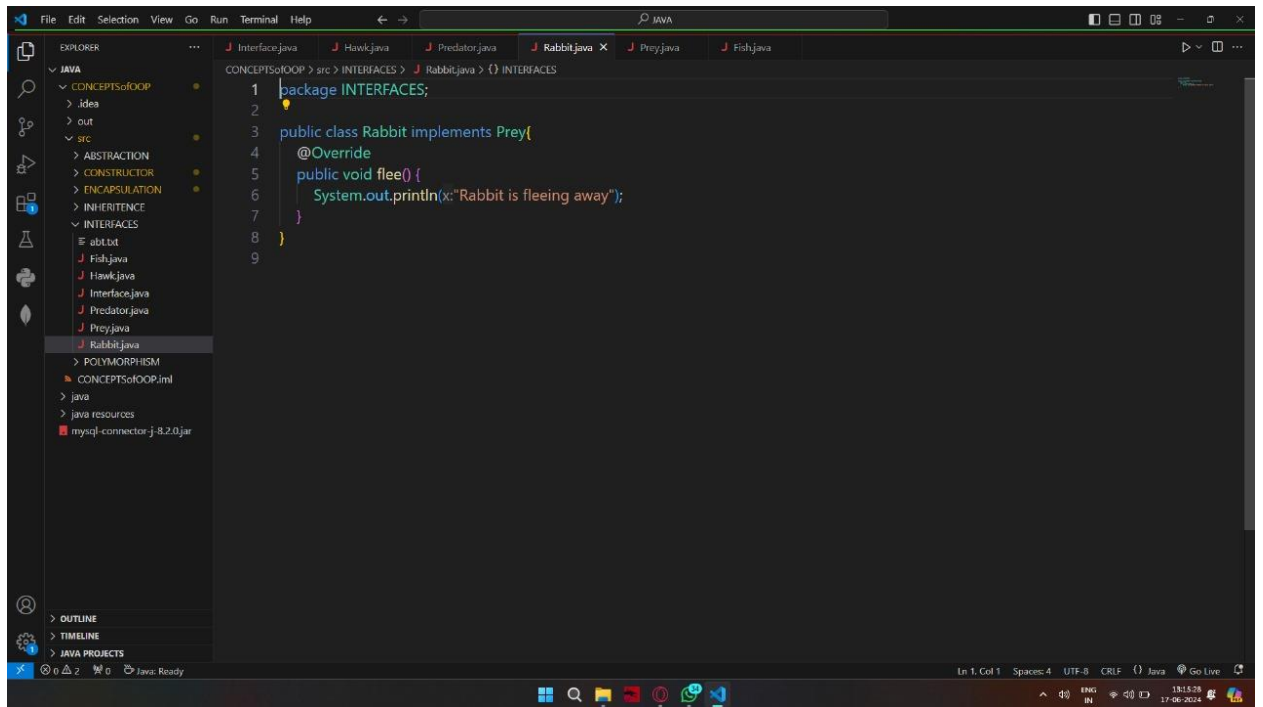 File Edit Selection View Go Run Terminal Help
JAVA
EXPLORER
J Interface.java J Hawk.java J Predator.java J Rabbit.java J Prey.java J Fish.java
JAVA
CONCEPTSofOOP > src > INTERFACES > J Rabbit.java > {} INTERFACES
CONCEPTSofOOP
.idea
out
src
ABSTRACTION
CONSTRUCTOR
ENCAPSULATION
INHERITENCE
INTERFACES
abt.txt
J Fish.java
J Hawk.java
J Interface.java
J Predator.java
J Prey.java
J Rabbit.java
POLYMORPHISM
CONCEPTSofOOP.iml
java
java resources
mysql-connector-j-8.2.0.jar
1 package INTERFACES;
2
3 public class Rabbit implements Prey{
4 @Override
5 public void flee() {
6 System.out.println(x:"Rabbit is fleeing away");
7 }
8 }
9
OUTLINE
TIMELINE
JAVA PROJECTS
0 2 0 Java: Ready Ln 1, Col 1 Spaces: 4 UTF-8 CRLF {} Java Go Live
ENG
IN
13:15:28
17-06-2024